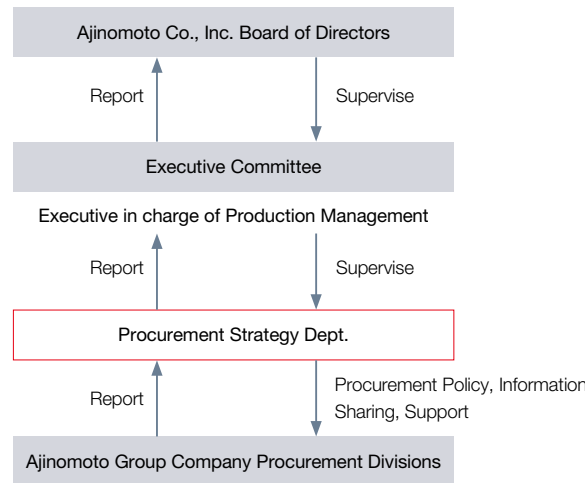 Ajinomoto Co., Inc. Board of Directors
Report
Supervise
Executive Committee
Executive in charge of Production Management
Report
Supervise
Procurement Strategy Dept.
Report
Procurement Policy, Information
Sharing, Support
Ajinomoto Group Company Procurement Divisions